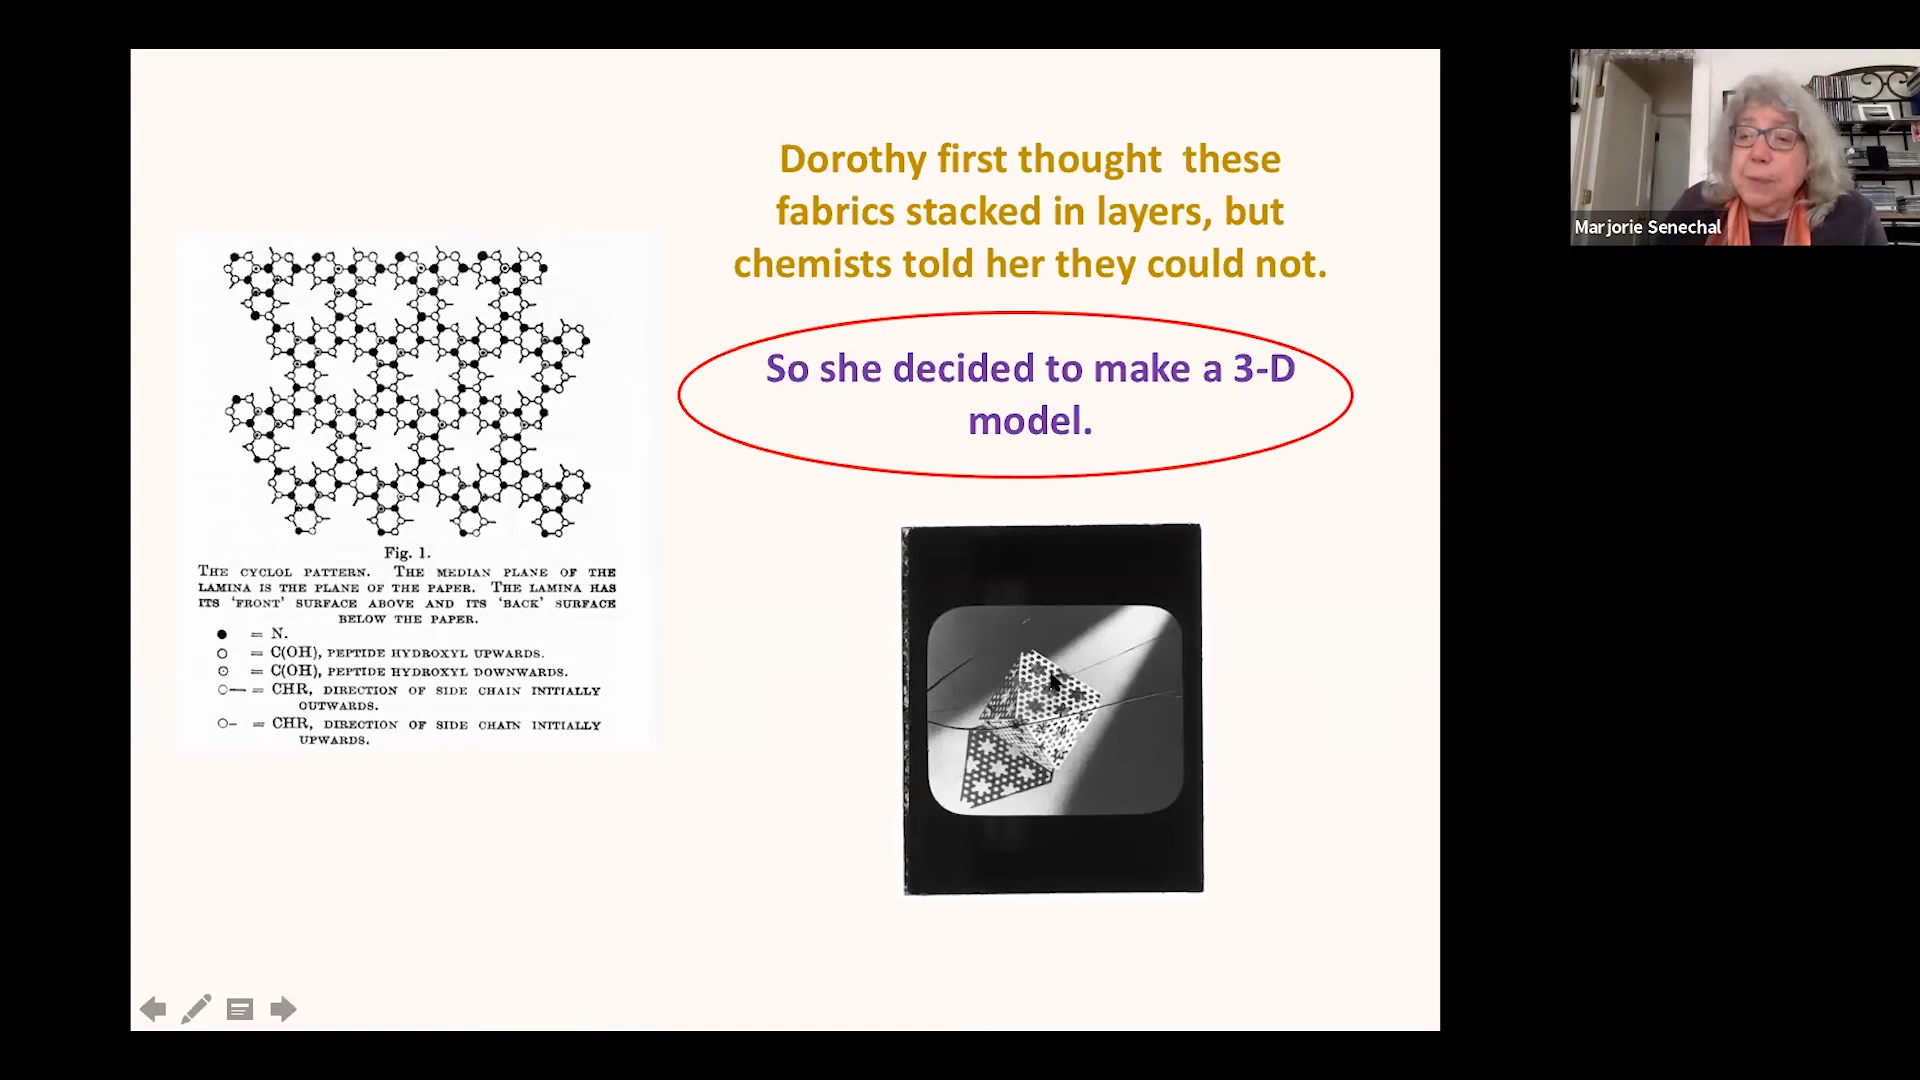 Dorothy first thought these
fabrics stacked in layers, but
chemists told her they could not.
So she decided to make a 3-D
model.
Fig. 1.
THE CYCLOL PATTERN. THE MEDIAN PLANE OF THE
LAMINA IS THE PLANE OF THE PAPER. THE LAMINA HAS
ITS 'FRONT' SURFACE ABOVE AND ITS 'BACK' SURFACE
BELOW THE PAPER.
= N.
= C(OH), PEPTIDE HYDROXYL UPWARDS.
= C(OH), PEPTIDE HYDROXYL DOWNWARDS.
= CHR, DIRECTION OF SIDE CHAIN INITIALLY
OUTWARDS.
= CHR, DIRECTION OF SIDE CHAIN INITIALLY
UPWARDS.
Marjorie Senechal